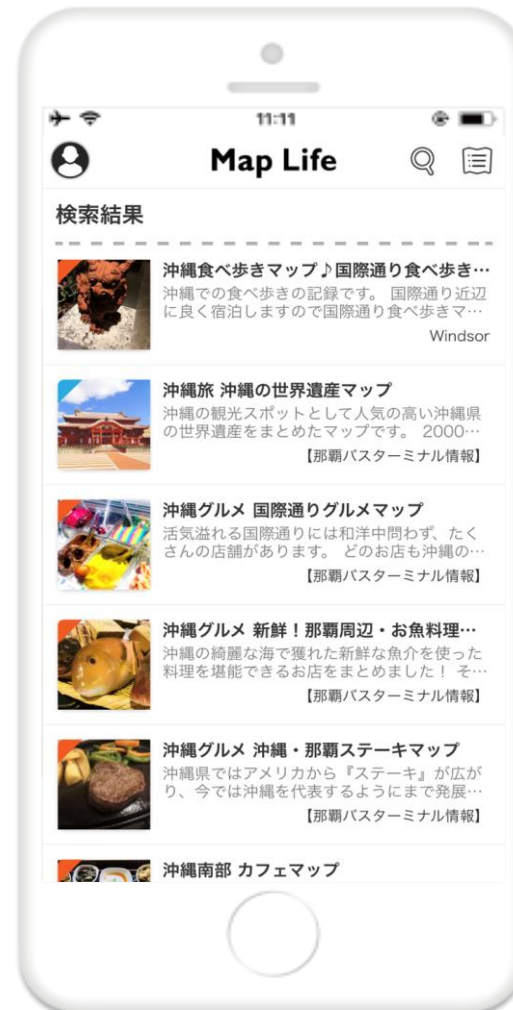 11:11
Map Life
検索結果
沖縄食べ歩きマップ♪国際通り食べ歩き…
沖縄での食べ歩きの記録です。 国際通り近辺
に良く宿泊しますので国際通り食べ歩きマ…
Windsor
沖縄旅 沖縄の世界遺産マップ
沖縄の観光スポットとして人気の高い沖縄県
の世界遺産をまとめたマップです。 2000…
【那覇バスターミナル情報】
沖縄グルメ 国際通りグルメマップ
活気溢れる国際通りには和洋中問わず、たく
さんの店舗があります。 どのお店も沖縄の…
【那覇バスターミナル情報】
沖縄グルメ 新鮮！那覇周辺・お魚料理…
沖縄の綺麗な海で獲れた新鮮な魚介を使った
料理を堪能できるお店をまとめました！ そ…
【那覇バスターミナル情報】
沖縄グルメ 沖縄・那覇ステーキマップ
沖縄県ではアメリカから『ステーキ』が広が
り、今では沖縄を代表するようにまで発展…
【那覇バスターミナル情報】
沖縄南部 カフェマップ